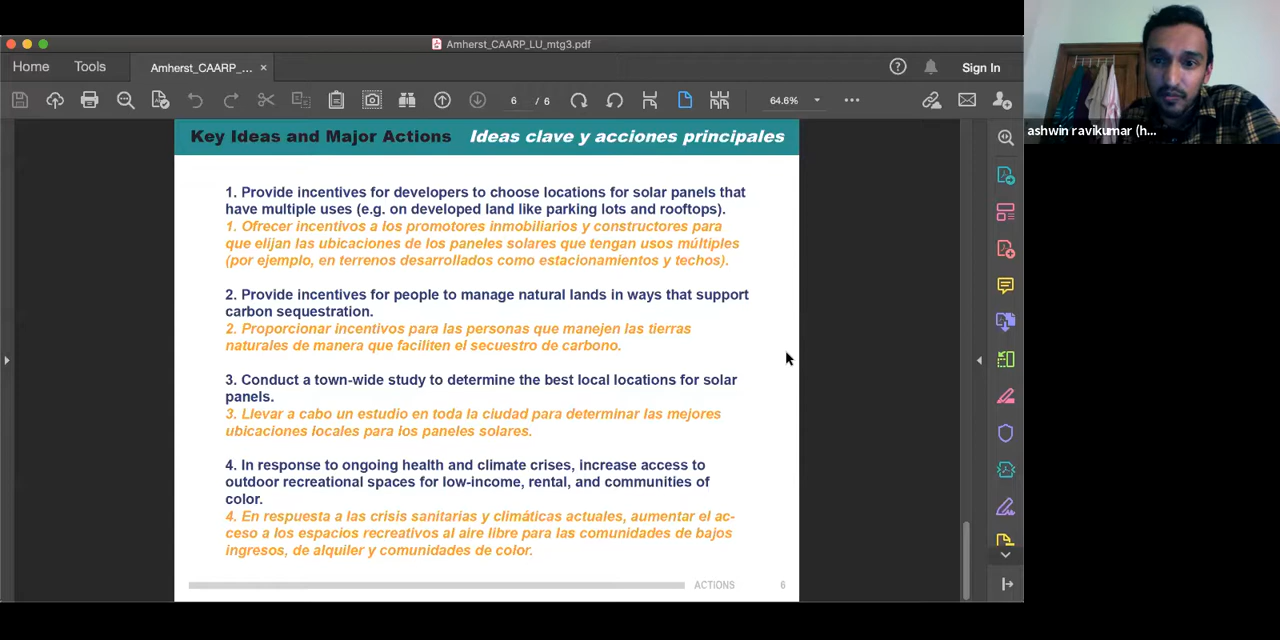 Amherst_CAARP_LU_mtg3.pdf
Home Tools Amherst_CAARP_... × Sign In
6 / 6 64.6%
ashwin ravikumar (h...
Key Ideas and Major Actions Ideas clave y acciones principales
1. Provide incentives for developers to choose locations for solar panels that
have multiple uses (e.g. on developed land like parking lots and rooftops).
1. Ofrecer incentivos a los promotores inmobiliarios y constructores para
que elijan las ubicaciones de los paneles solares que tengan usos múltiples
(por ejemplo, en terrenos desarrollados como estacionamientos y techos).
2. Provide incentives for people to manage natural lands in ways that support
carbon sequestration.
2. Proporcionar incentivos para las personas que manejen las tierras
naturales de manera que faciliten el secuestro de carbono.
3. Conduct a town-wide study to determine the best local locations for solar
panels.
3. Llevar a cabo un estudio en toda la ciudad para determinar las mejores
ubicaciones locales para los paneles solares.
4. In response to ongoing health and climate crises, increase access to
outdoor recreational spaces for low-income, rental, and communities of
color.
4. En respuesta a las crisis sanitarias y climáticas actuales, aumentar el ac-
ceso a los espacios recreativos al aire libre para las comunidades de bajos
ingresos, de alquiler y comunidades de color.
ACTIONS 6